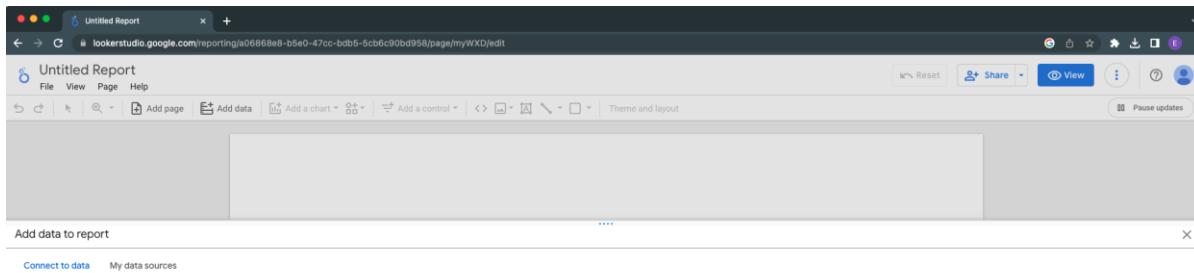 Untitled Report
lookerstudio.google.com/reporting/a06868e8-b5e0-47cc-bdb5-5cb6c90bd958/page/myWXD/edit
E
Untitled Report
Reset Share View
File View Page Help
Add page Add data Add a chart Add a control Theme and layout Pause updates
Add data to report
Connect to data My data sources